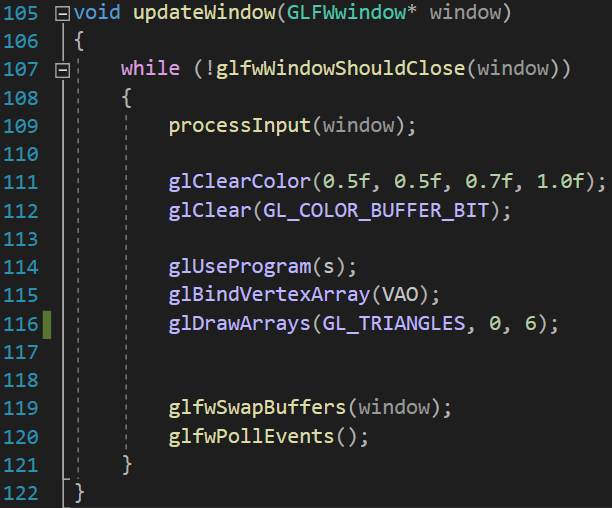 105 void updateWindow(GLFWwindow* window)
106 {
107     while (!glfwWindowShouldClose(window))
108     {
109         processInput(window);
110
111         glClearColor(0.5f, 0.5f, 0.7f, 1.0f);
112         glClear(GL_COLOR_BUFFER_BIT);
113
114         glUseProgram(s);
115         glBindVertexArray(VAO);
116         glDrawArrays(GL_TRIANGLES, 0, 6);
117
118
119         glfwSwapBuffers(window);
120         glfwPollEvents();
121     }
122 }